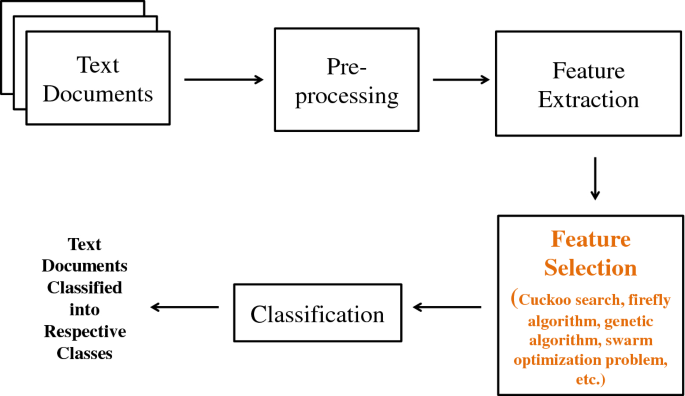 Text
Documents
Pre-
processing
Feature
Extraction
Feature
Selection
(Cuckoo search, firefly
algorithm, genetic
algorithm, swarm
optimization problem,
etc.)
Classification
Text
Documents
Classified
into
Respective
Classes